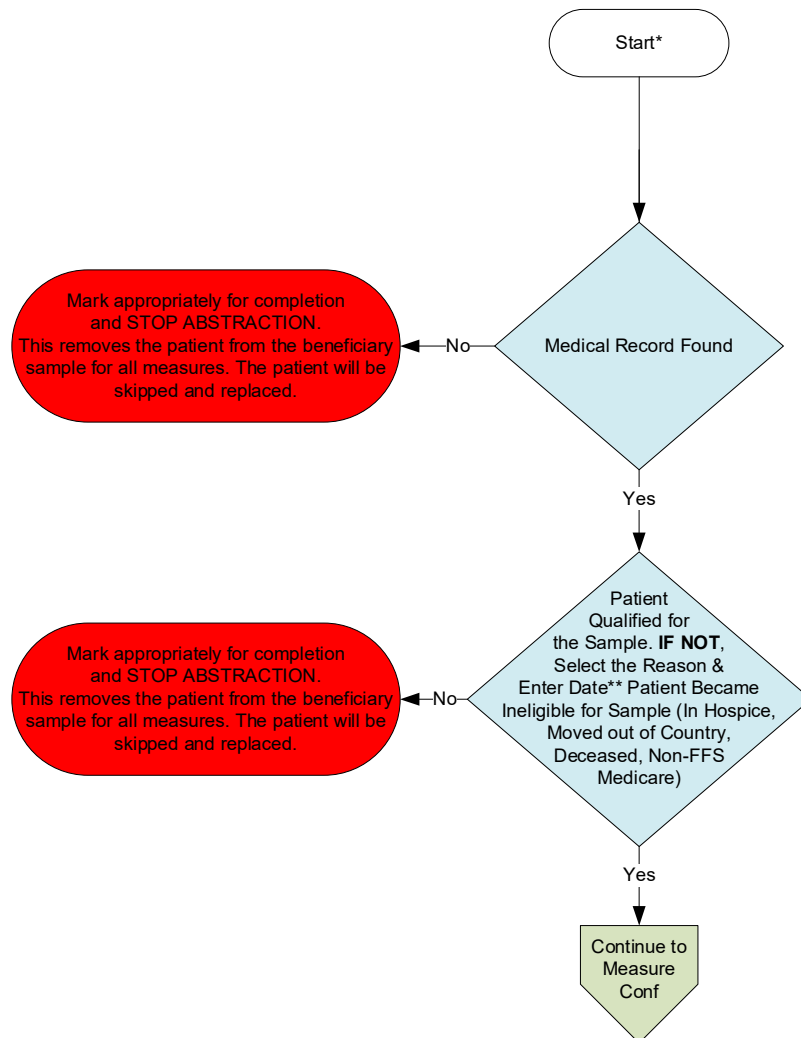 Start*
Medical Record Found
No
Mark appropriately for completion
and STOP ABSTRACTION.
This removes the patient from the beneficiary
sample for all measures. The patient will be
skipped and replaced.
Yes
Patient
Qualified for
the Sample. IF NOT,
Select the Reason &
Enter Date** Patient Became
Ineligible for Sample (In Hospice,
Moved out of Country,
Deceased, Non-FFS
Medicare)
No
Mark appropriately for completion
and STOP ABSTRACTION.
This removes the patient from the beneficiary
sample for all measures. The patient will be
skipped and replaced.
Yes
Continue to
Measure
Conf